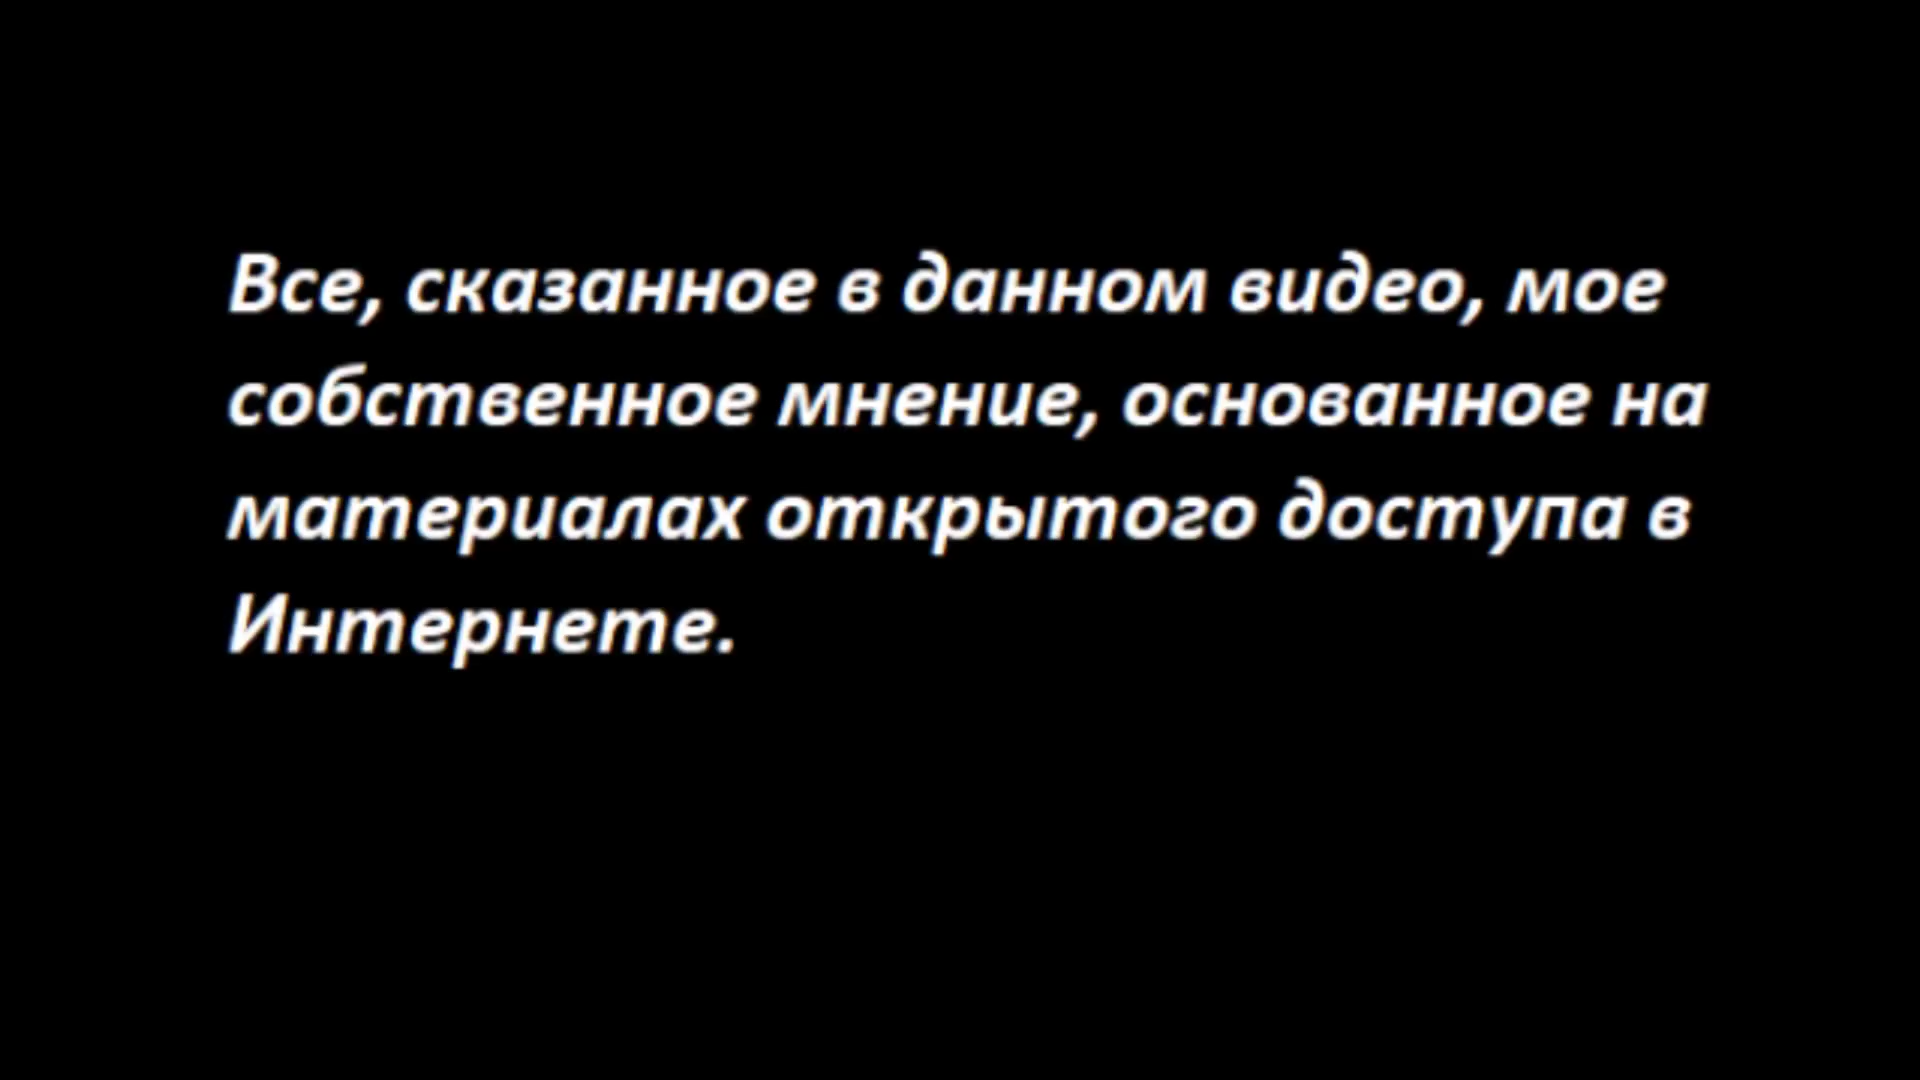 Все, сказанное в данном видео, мое
собственное мнение, основанное на
материалах открытого доступа в
Интернете.